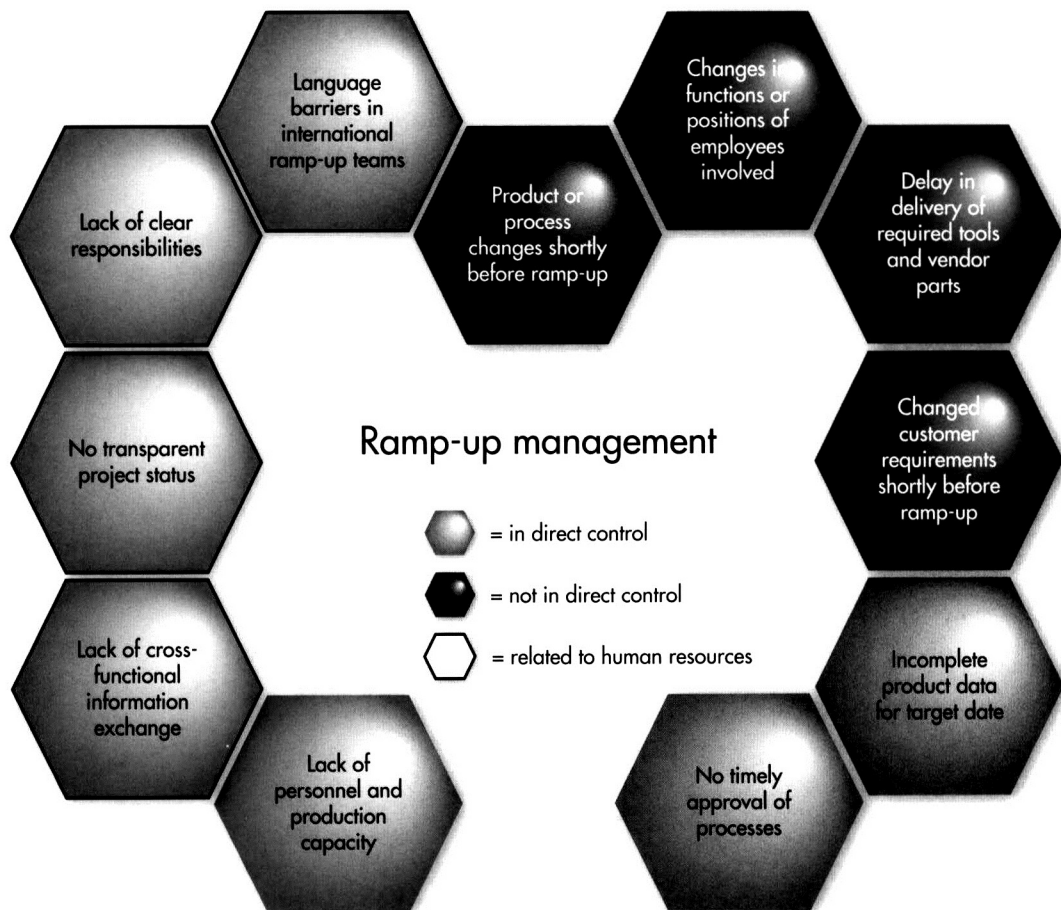 Language
barriers in
international
ramp-up teams
Changes in
functions or
positions of
employees
involved
Lack of clear
responsibilities
Product or
process
changes shortly
before ramp-up
Delay in
delivery of
required tools
and vendor
parts
No transparent
project status
Ramp-up management
Changed
customer
requirements
shortly before
ramp-up
= in direct control
= not in direct control
= related to human resources
Lack of cross-
functional
information
exchange
Incomplete
product data
for target date
Lack of
personnel and
production
capacity
No timely
approval of
processes